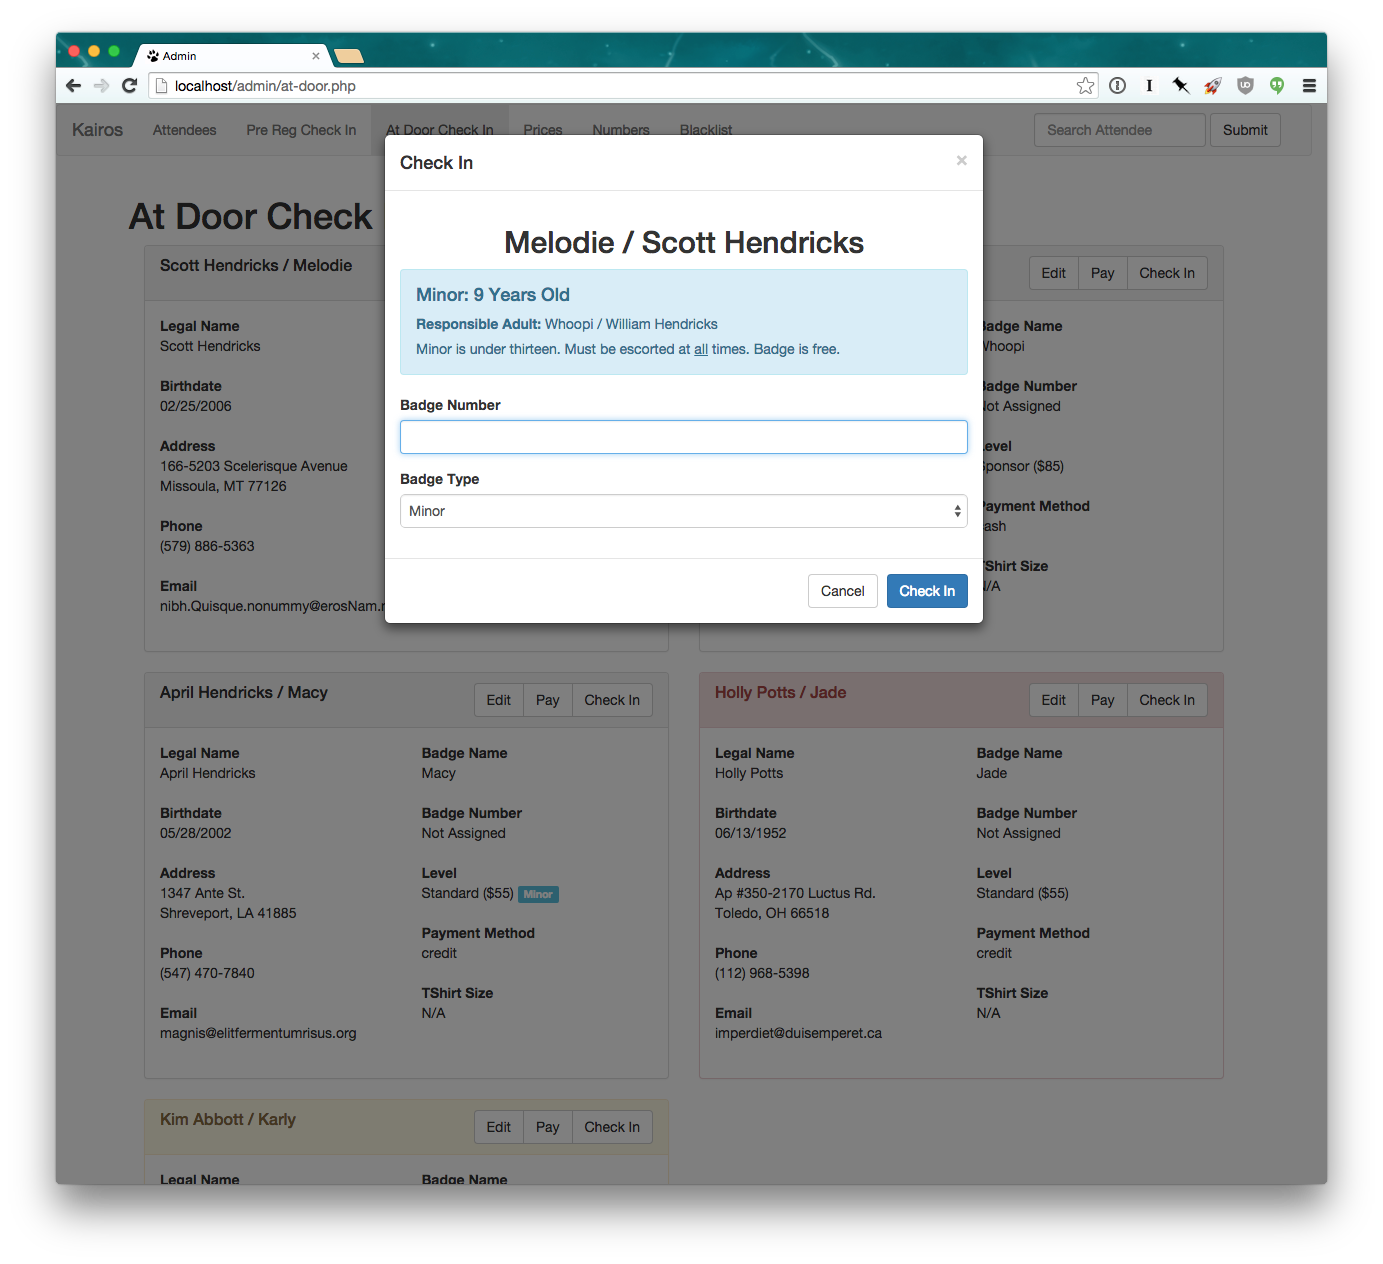 Admin
localhost/admin/at-door.php
Kairos Attendees Pre Reg Check In At Door Check In Prices Numbers Blacklist Search Attendee Submit
Check In
×
At Door Check
Melodie / Scott Hendricks
Minor: 9 Years Old
Responsible Adult: Whoopi / William Hendricks
Minor is under thirteen. Must be escorted at all times. Badge is free.
Badge Number
Badge Type
Minor
Cancel Check In
Scott Hendricks / Melodie
Legal Name
Scott Hendricks
Birthdate
02/25/2006
Address
166-5203 Scelerisque Avenue
Missoula, MT 77126
Phone
(579) 886-5363
Email
nibh.Quisque.nonummy@erosNam.
Edit Pay Check In
Badge Name
Whoopi
Badge Number
Not Assigned
Level
Sponsor ($85)
Payment Method
cash
TShirt Size
N/A
April Hendricks / Macy
Edit Pay Check In
Legal Name
April Hendricks
Birthdate
05/28/2002
Address
1347 Ante St.
Shreveport, LA 41885
Phone
(547) 470-7840
Email
magnis@elitfermentumrisus.org
Badge Name
Macy
Badge Number
Not Assigned
Level
Standard ($55) Minor
Payment Method
credit
TShirt Size
N/A
Holly Potts / Jade
Edit Pay Check In
Legal Name
Holly Potts
Birthdate
06/13/1952
Address
Ap #350-2170 Luctus Rd.
Toledo, OH 66518
Phone
(112) 968-5398
Email
imperdiet@duisemperet.ca
Badge Name
Jade
Badge Number
Not Assigned
Level
Standard ($55)
Payment Method
credit
TShirt Size
N/A
Kim Abbott / Karly
Edit Pay Check In
Legal Name
Badge Name